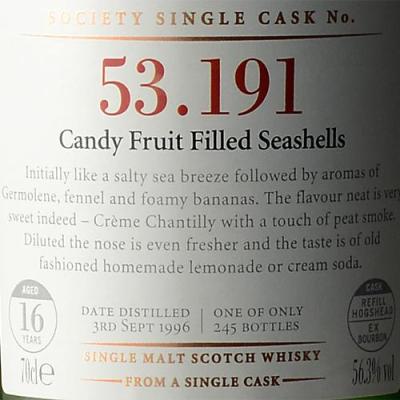 SOCIETY SINGLE CASK No.
53.191
Candy Fruit Filled Seashells
Initially like a salty sea breeze followed by aromas of
Germolene, fennel and foamy bananas. The flavour neat is very
sweet indeed – Crème Chantilly with a touch of peat smoke.
Diluted the nose is even fresher and the taste is of old
fashioned homemade lemonade or cream soda.
AGED
16
YEARS
70cl e
DATE DISTILLED
3RD SEPT 1996
ONE OF ONLY
245 BOTTLES
CASK
REFILL
HOGSHEAD
EX
BOURBON
56.3% vol
SINGLE MALT SCOTCH WHISKY
FROM A SINGLE CASK